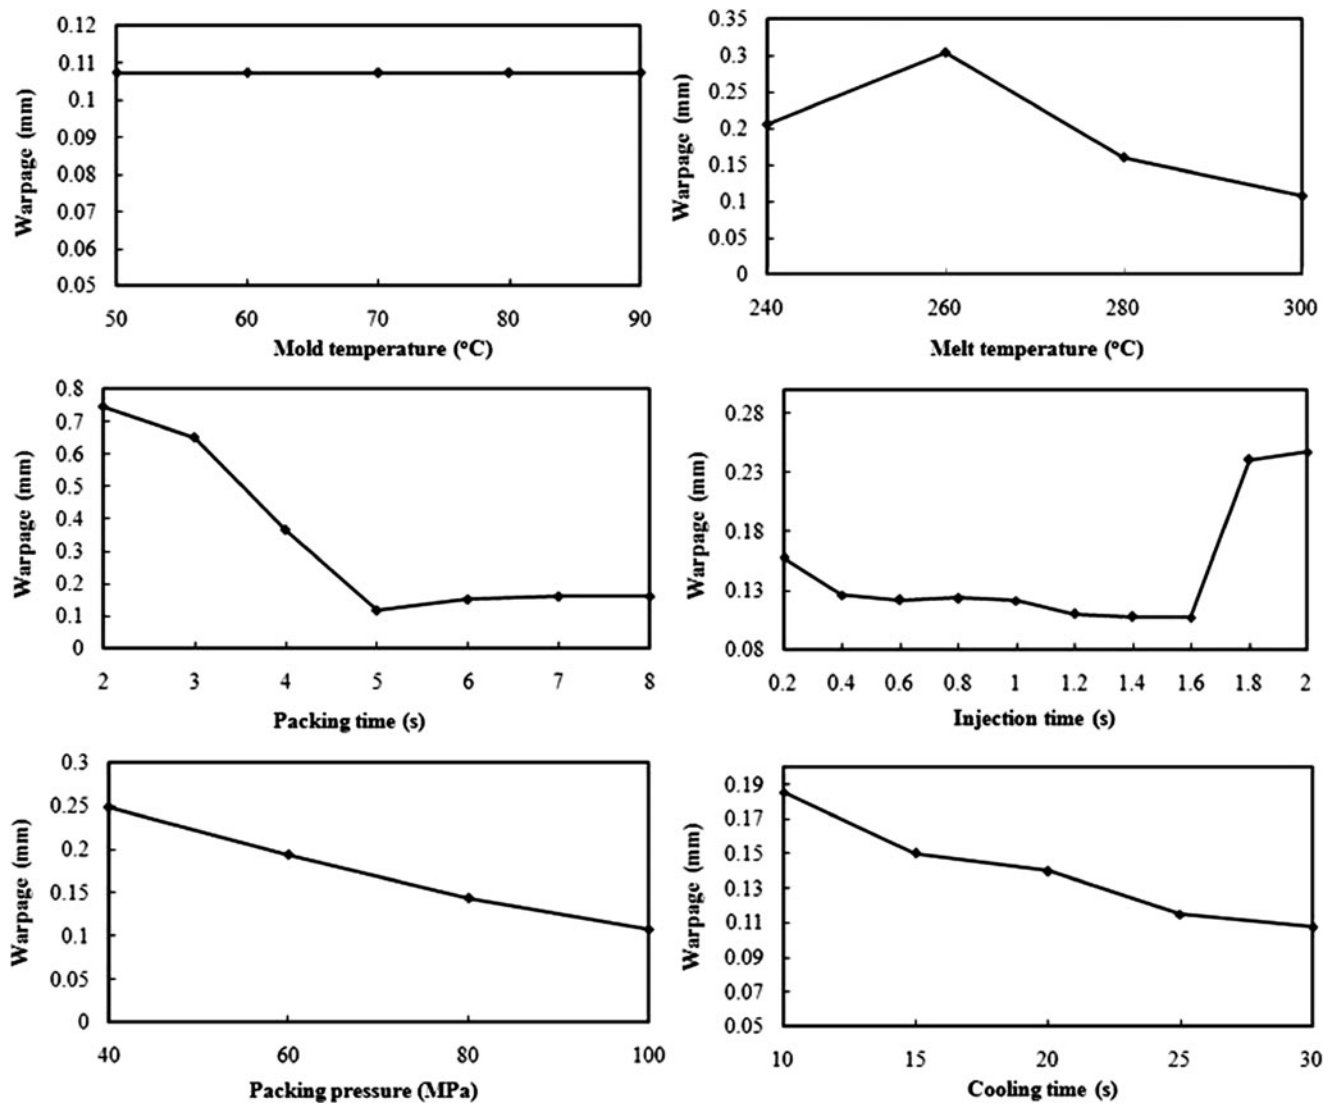 0.12
0.11
0.1
0.09
0.08
0.07
0.06
0.05
Warpage (mm)
50 60 70 80 90
Mold temperature (°C)
0.35
0.3
0.25
0.2
0.15
0.1
0.05
0
Warpage (mm)
240 260 280 300
Melt temperature (°C)
0.8
0.7
0.6
0.5
0.4
0.3
0.2
0.1
0
Warpage (mm)
2 3 4 5 6 7 8
Packing time (s)
0.28
0.23
0.18
0.13
0.08
Warpage (mm)
0.2 0.4 0.6 0.8 1 1.2 1.4 1.6 1.8 2
Injection time (s)
0.3
0.25
0.2
0.15
0.1
0.05
0
Warpage (mm)
40 60 80 100
Packing pressure (MPa)
0.19
0.17
0.15
0.13
0.11
0.09
0.07
0.05
Warpage (mm)
10 15 20 25 30
Cooling time (s)